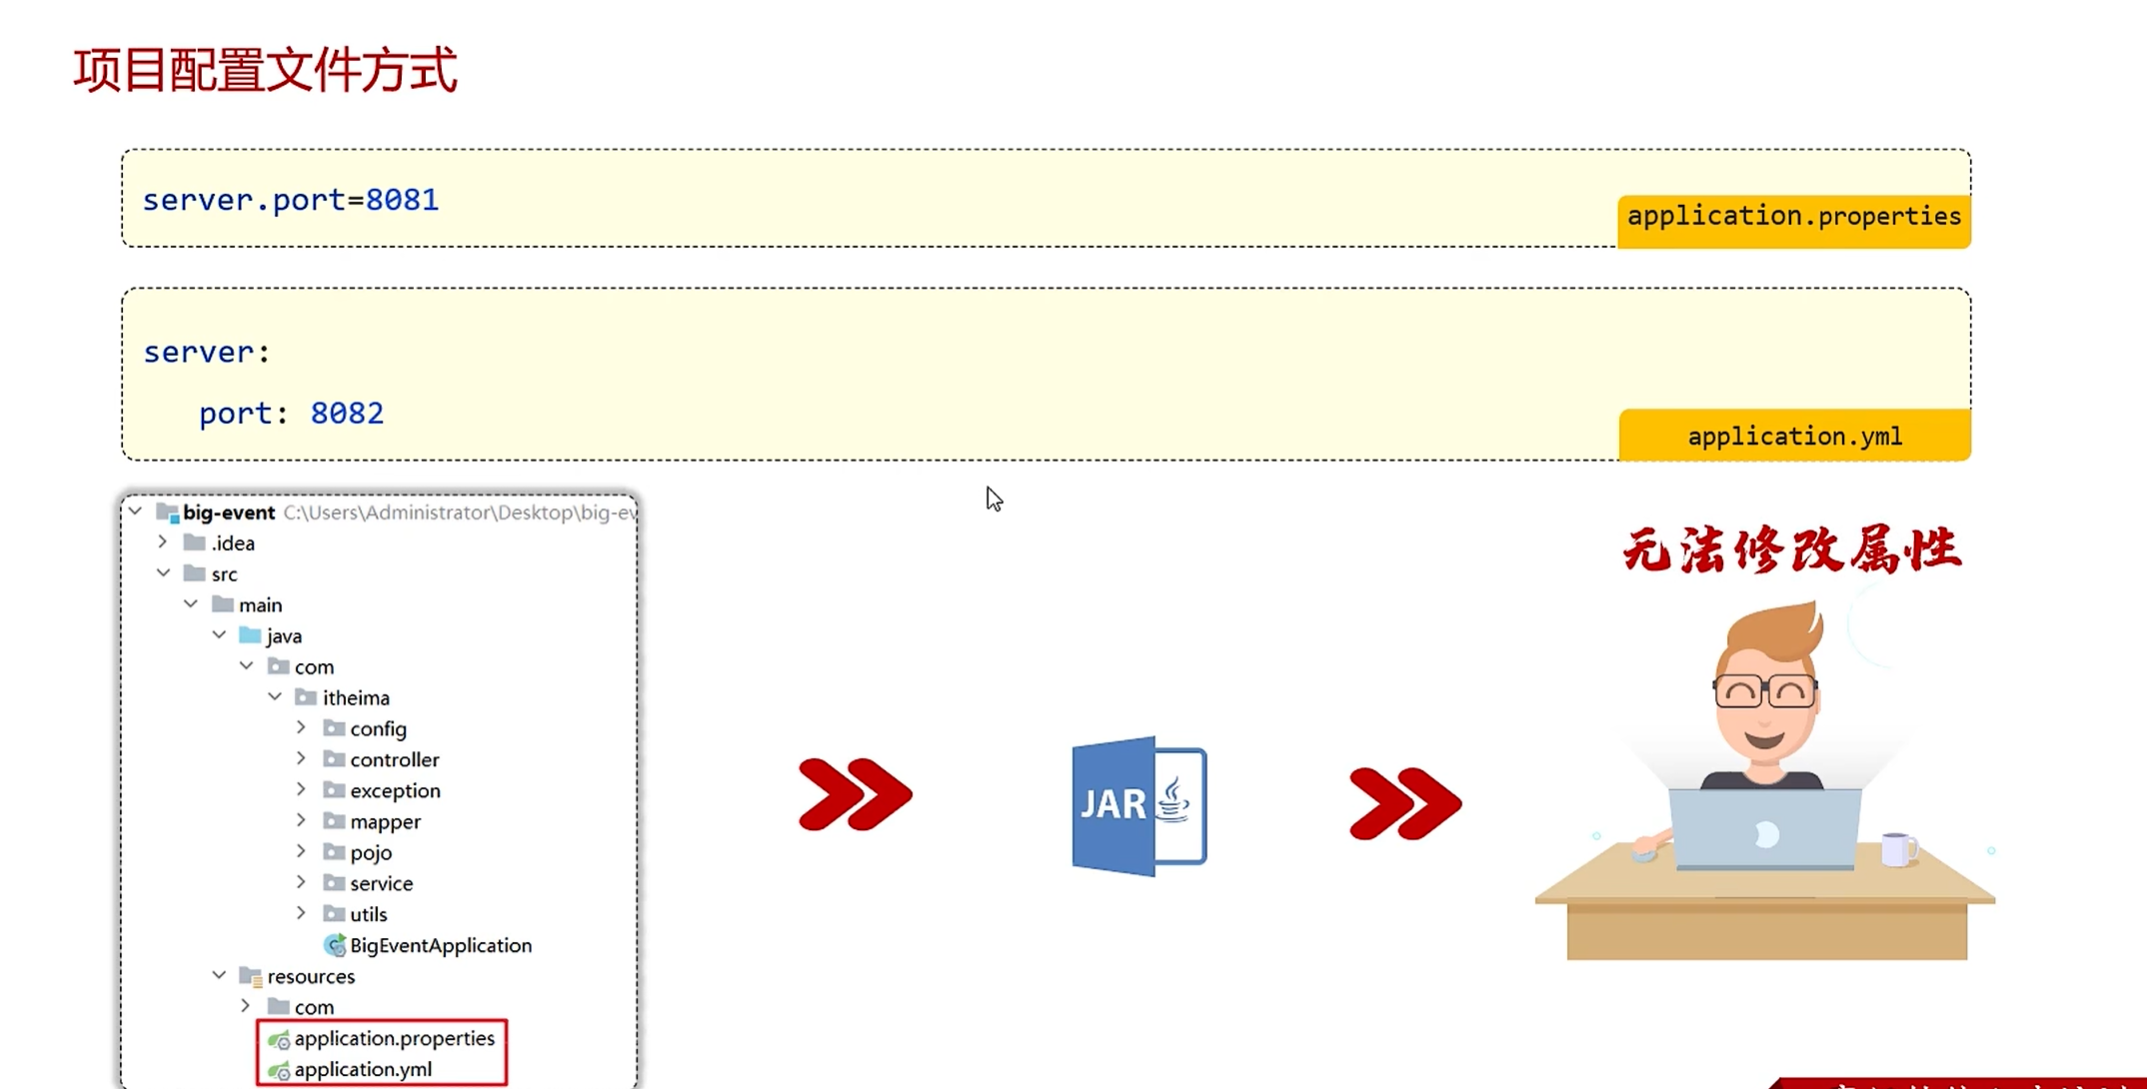 项目配置文件方式
server.port=8081
application.properties
server:
port: 8082
application.yml
big-event C:\Users\Administrator\Desktop\big-ev
.idea
src
main
java
com
itheima
config
controller
exception
mapper
pojo
service
utils
BigEventApplication
resources
com
application.properties
application.yml
JAR
无法修改属性